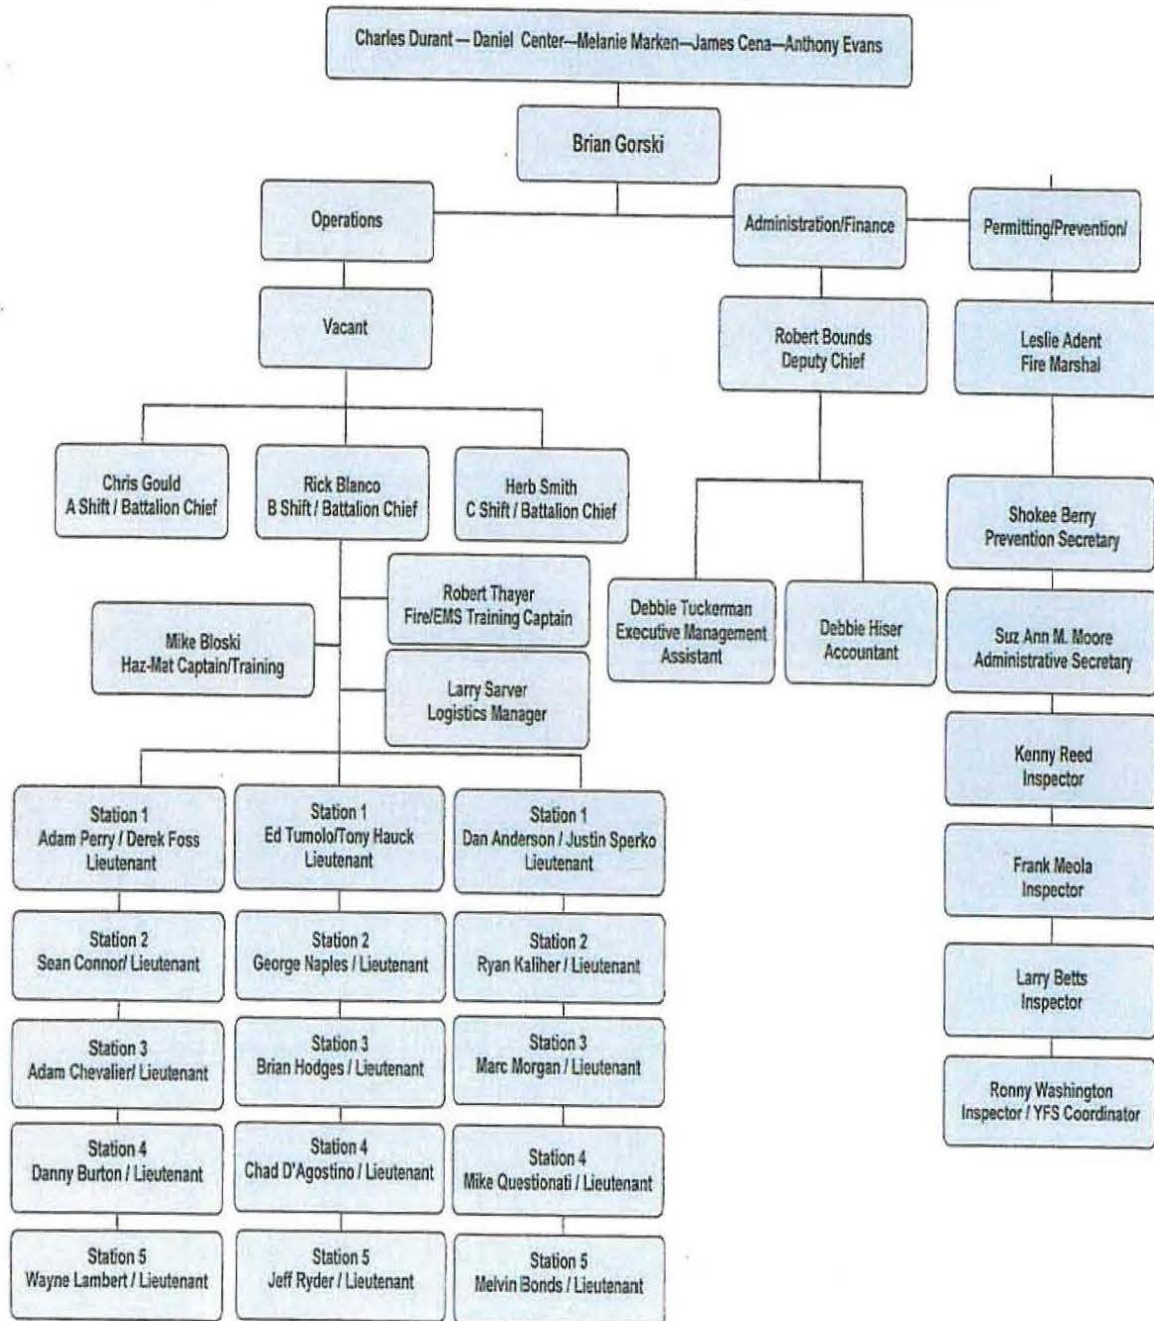 Charles Durant — Daniel Center—Melanie Marken—James Cena—Anthony Evans
Brian Gorski
Operations
Administration/Finance
Permitting/Prevention/
Vacant
Robert Bounds
Deputy Chief
Leslie Adent
Fire Marshal
Chris Gould
A Shift / Battalion Chief
Rick Blanco
B Shift / Battalion Chief
Herb Smith
C Shift / Battalion Chief
Shokee Berry
Prevention Secretary
Robert Thayer
Fire/EMS Training Captain
Mike Bloski
Haz-Mat Captain/Training
Larry Sarver
Logistics Manager
Debbie Tuckerman
Executive Management
Assistant
Debbie Hiser
Accountant
Suz Ann M. Moore
Administrative Secretary
Kenny Reed
Inspector
Frank Meola
Inspector
Larry Betts
Inspector
Ronny Washington
Inspector / YFS Coordinator
Station 1
Adam Perry / Derek Foss
Lieutenant
Station 1
Ed Tumolo/Tony Hauck
Lieutenant
Station 1
Dan Anderson / Justin Sperko
Lieutenant
Station 2
Sean Connor/ Lieutenant
Station 2
George Naples / Lieutenant
Station 2
Ryan Kaliher / Lieutenant
Station 3
Adam Chevalier/ Lieutenant
Station 3
Brian Hodges / Lieutenant
Station 3
Marc Morgan / Lieutenant
Station 4
Danny Burton / Lieutenant
Station 4
Chad D'Agostino / Lieutenant
Station 4
Mike Questionati / Lieutenant
Station 5
Wayne Lambert / Lieutenant
Station 5
Jeff Ryder / Lieutenant
Station 5
Melvin Bonds / Lieutenant